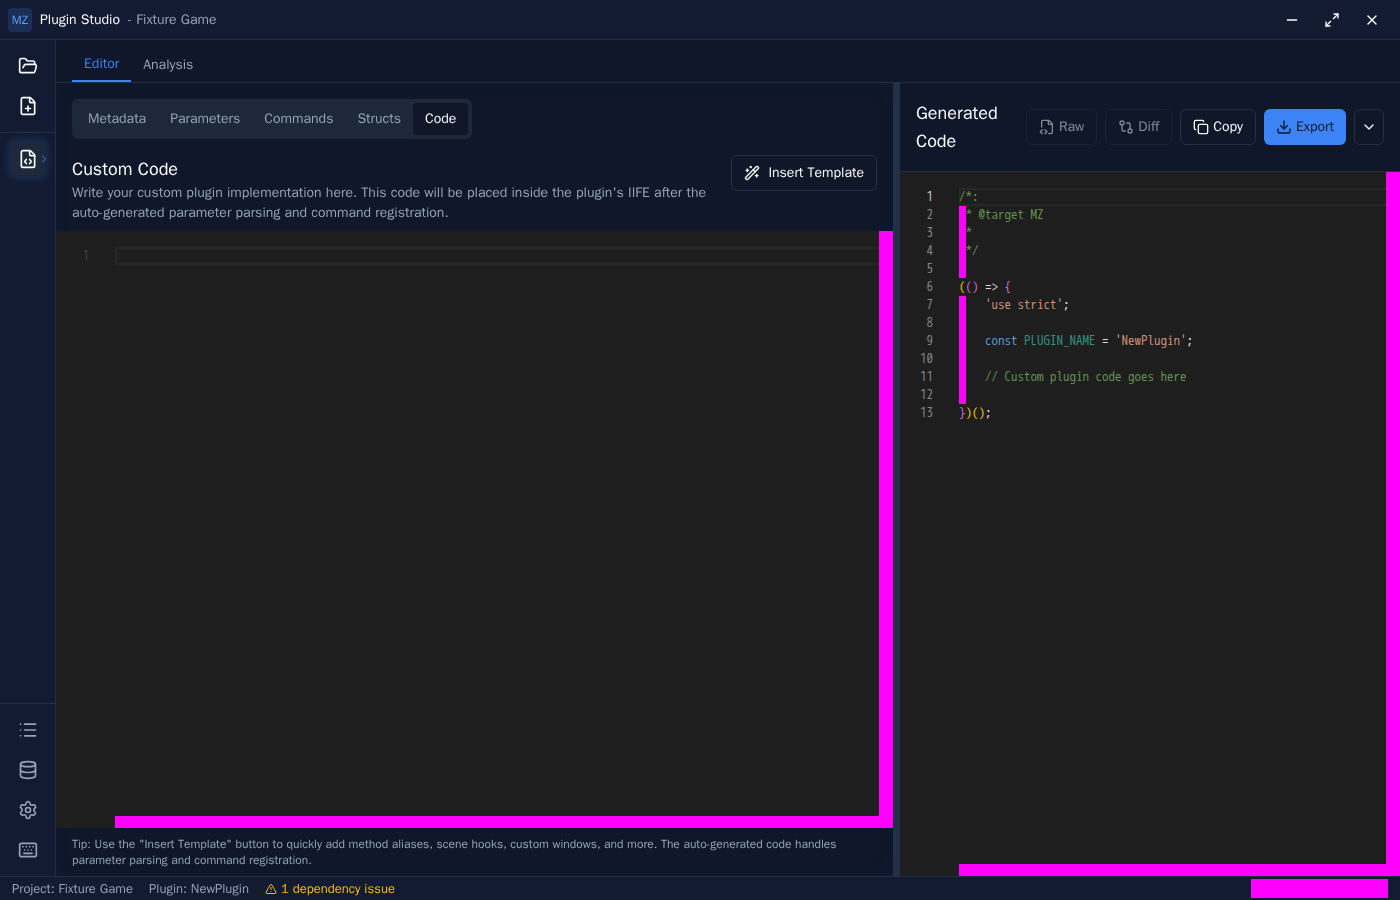 MZ Plugin Studio - Fixture Game
Editor Analysis
Metadata Parameters Commands Structs Code
Custom Code
Write your custom plugin implementation here. This code will be placed inside the plugin's IIFE after the
auto-generated parameter parsing and command registration.
Insert Template
1
Tip: Use the "Insert Template" button to quickly add method aliases, scene hooks, custom windows, and more. The auto-generated code handles
parameter parsing and command registration.
Generated
Code
Raw Diff Copy Export
1 /*:
2 * @target MZ
3 *
4 */
5
6 (() => {
7 'use strict';
8
9 const PLUGIN_NAME = 'NewPlugin';
10
11 // Custom plugin code goes here
12
13 })();
Project: Fixture Game Plugin: NewPlugin 1 dependency issue